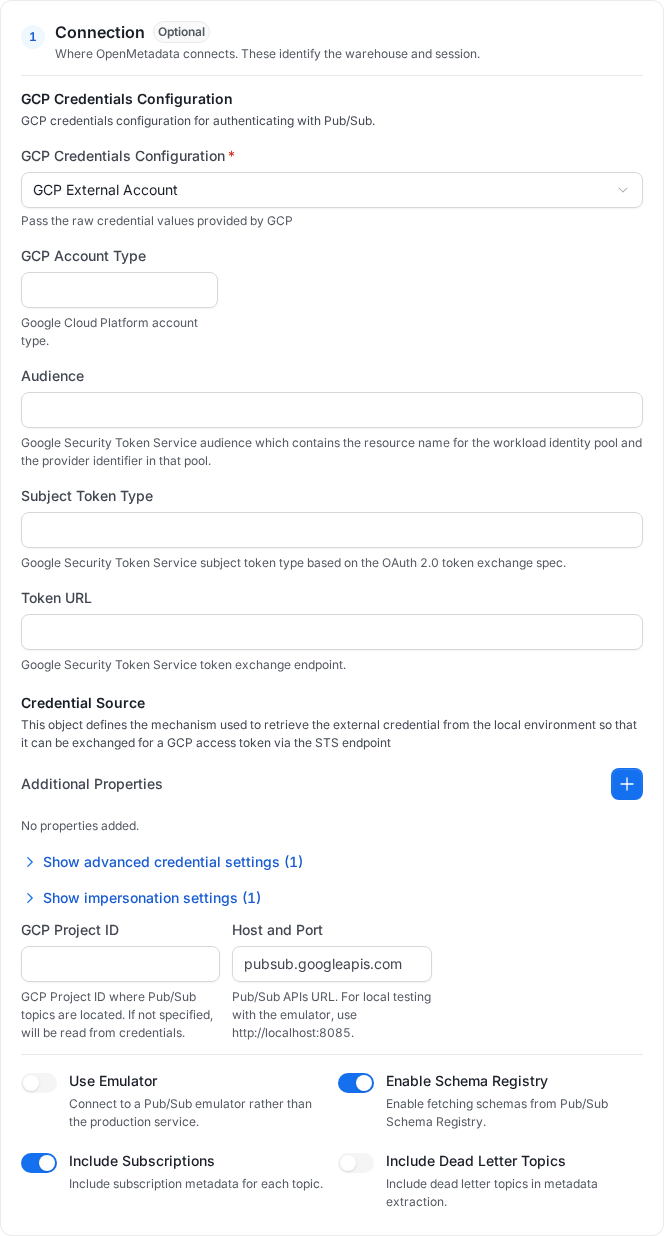 1
Connection Optional
Where OpenMetadata connects. These identify the warehouse and session.
GCP Credentials Configuration
GCP credentials configuration for authenticating with Pub/Sub.
GCP Credentials Configuration *
GCP External Account
Pass the raw credential values provided by GCP
GCP Account Type
Google Cloud Platform account
type.
Audience
Google Security Token Service audience which contains the resource name for the workload identity pool and
the provider identifier in that pool.
Subject Token Type
Google Security Token Service subject token type based on the OAuth 2.0 token exchange spec.
Token URL
Google Security Token Service token exchange endpoint.
Credential Source
This object defines the mechanism used to retrieve the external credential from the local environment so that
it can be exchanged for a GCP access token via the STS endpoint
Additional Properties
No properties added.
Show advanced credential settings (1)
Show impersonation settings (1)
GCP Project ID
GCP Project ID where Pub/Sub
topics are located. If not specified,
will be read from credentials.
Host and Port
pubsub.googleapis.com
Pub/Sub APIs URL. For local testing
with the emulator, use
http://localhost:8085.
Use Emulator
Connect to a Pub/Sub emulator rather than
the production service.
Enable Schema Registry
Enable fetching schemas from Pub/Sub
Schema Registry.
Include Subscriptions
Include subscription metadata for each topic.
Include Dead Letter Topics
Include dead letter topics in metadata
extraction.